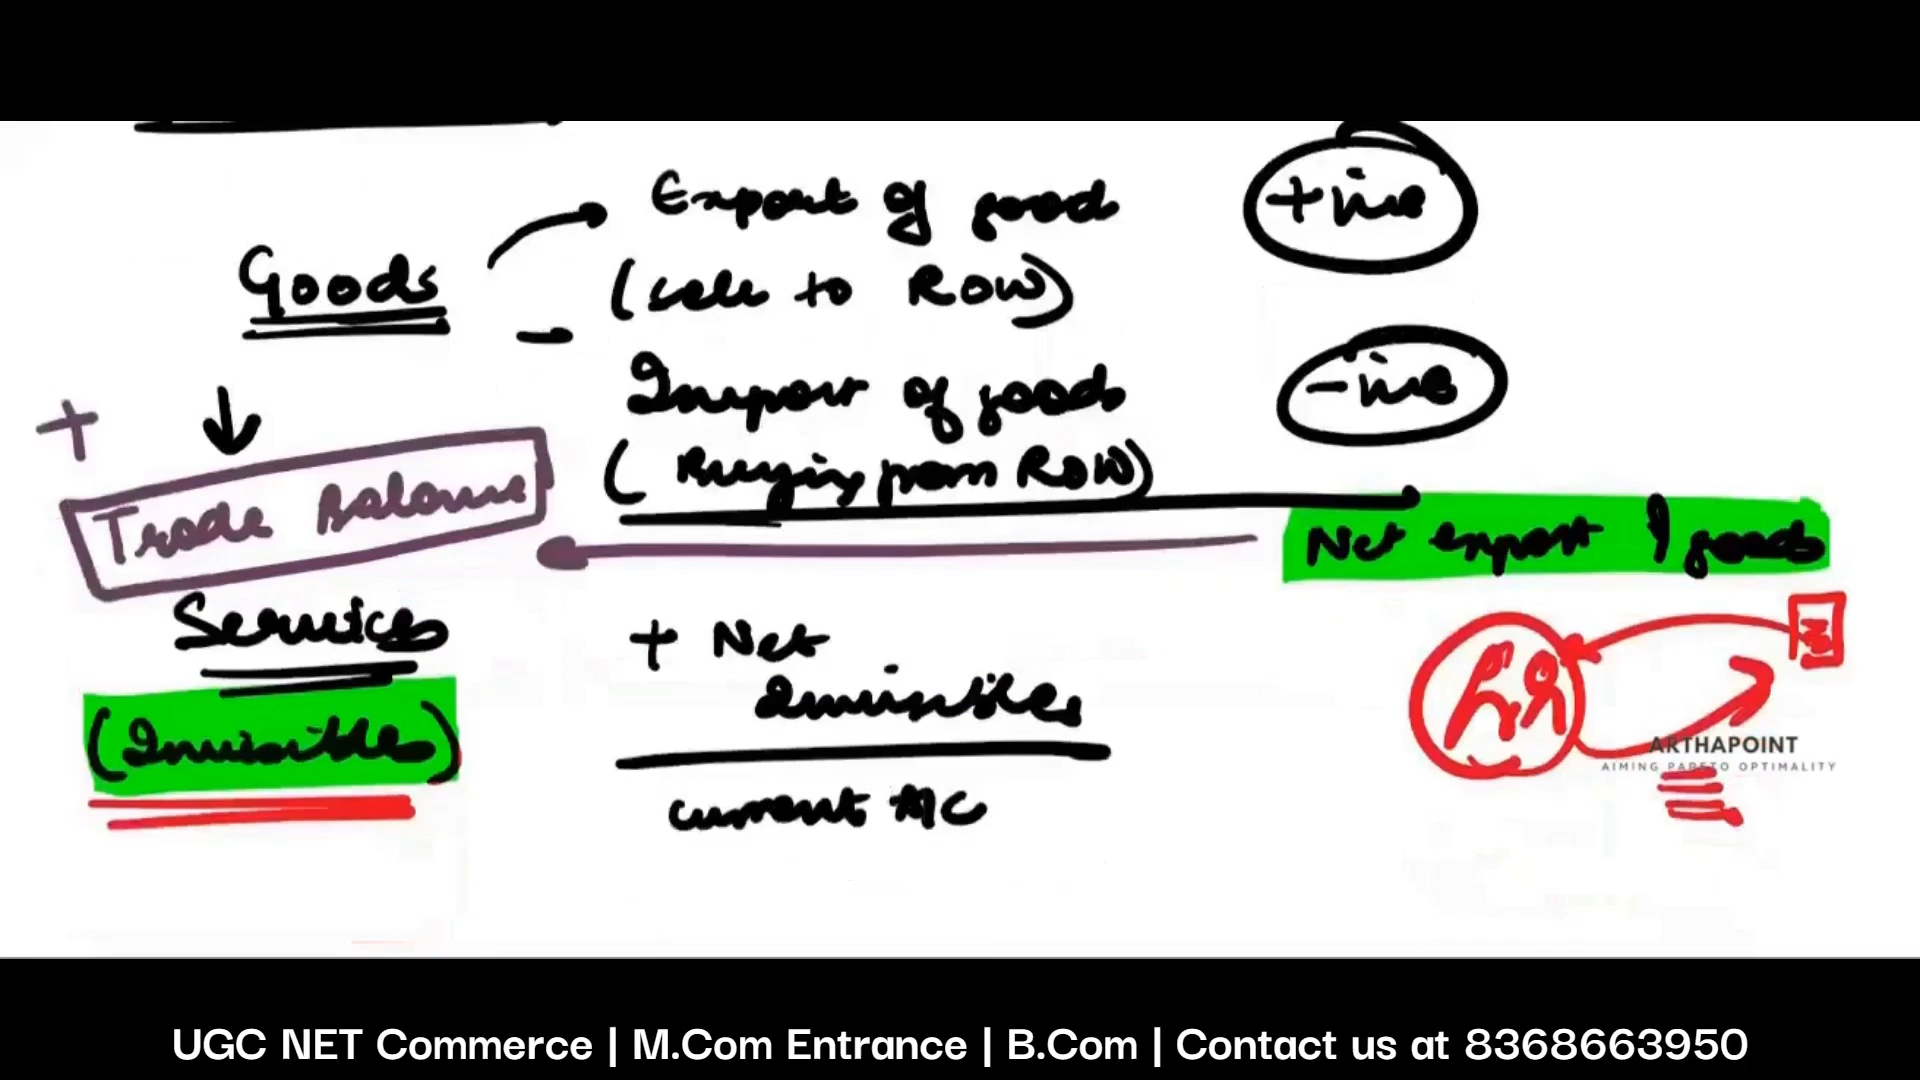 Export of good
+ive
Goods
(sale to ROW)
Import of goods
-ive
(Buying from ROW)
+
Trade Balance
Net export of goods
Services
+ Net
Invisibles
(Invisibles)
Current A/C
ARTHAPOINT
AIMING PARETO OPTIMALITY
UGC NET Commerce | M.Com Entrance | B.Com | Contact us at 8368663950